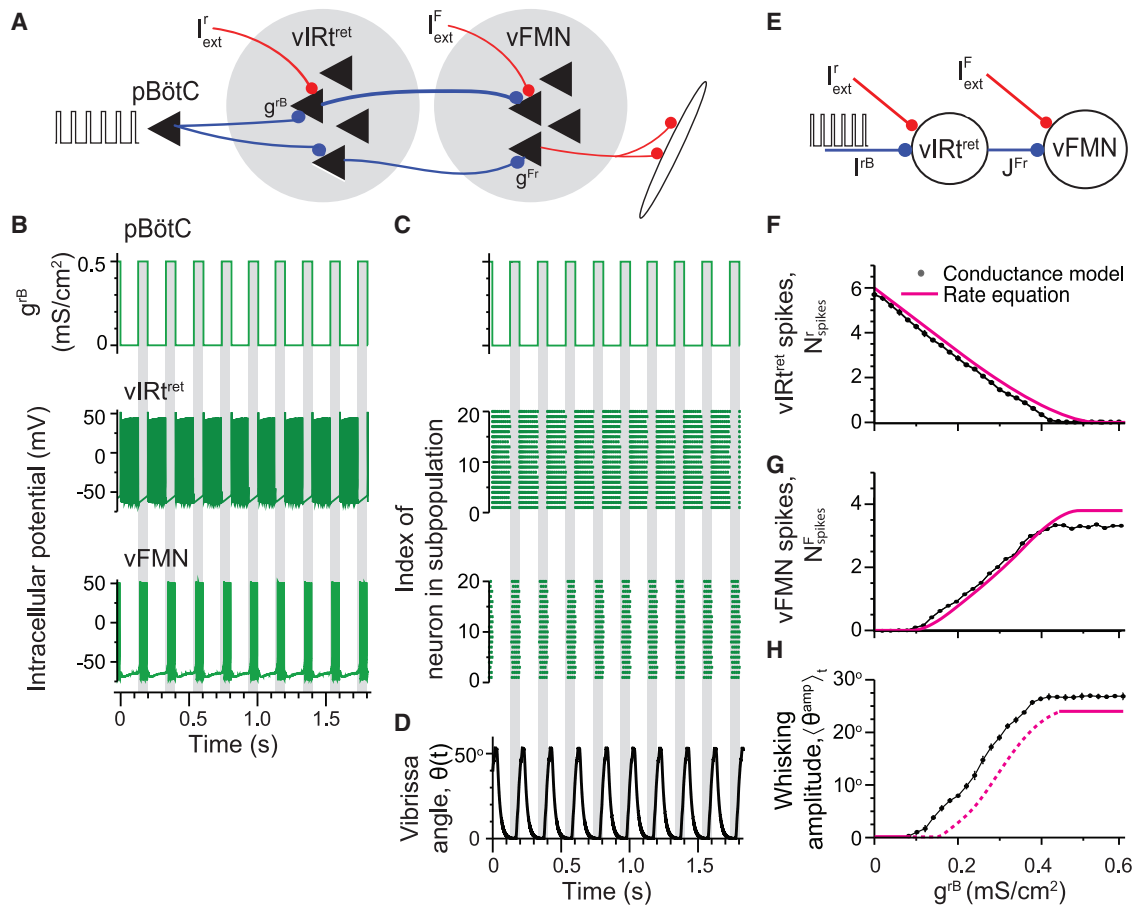 A
I^r_ext
vIRt^ret
I^F_ext
vFMN
pBötC
g^rB
g^Fr
E
I^r_ext
I^F_ext
vIRt^ret
vFMN
I^rB
J^Fr
B
pBötC
g^rB
(mS/cm²)
0.5
0
vIRt^ret
Intracellular potential (mV)
50
0
-50
vFMN
50
0
-50
0 0.5 1.0 1.5
Time (s)
C
Index of
neuron in subpopulation
20
10
0
20
10
0
D
Vibrissa
angle, θ(t)
50°
0
0 0.5 1.0 1.5
Time (s)
F
vIRt^ret spikes,
N^r_spikes
6
4
2
0
Conductance model
Rate equation
G
vFMN spikes,
N^F_spikes
4
2
0
H
Whisking
amplitude, ⟨θ^amp⟩_t
30°
20°
10°
0
0 0.2 0.4 0.6
g^rB (mS/cm²)